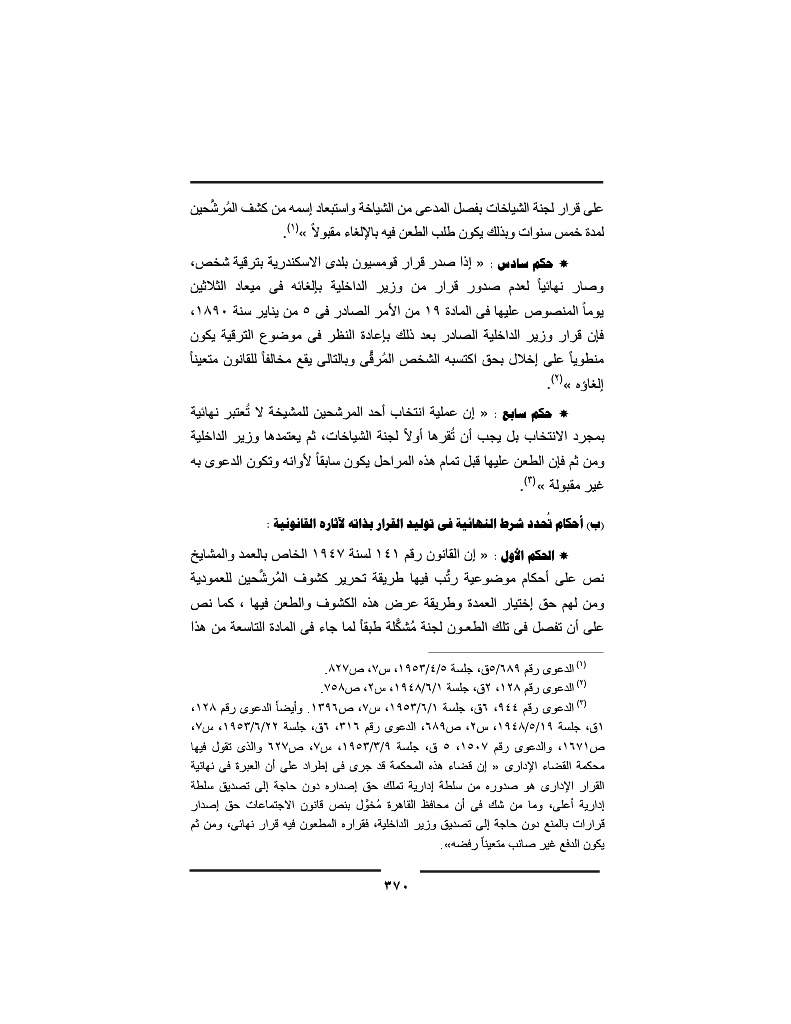 على قرار لجنة الشياخات بفصل المدعى من الشياخة واستبعاد إسمه من كشف المُرشَّحين
لمدة خمس سنوات وبذلك يكون طلب الطعن فيه بالإلغاء مقبولاً »(١).
* حكم سادس : « إذا صدر قرار قومسيون بلدى الاسكندرية بترقية شخص،
وصار نهائياً لعدم صدور قرار من وزير الداخلية بإلغائه فى ميعاد الثلاثين
يوماً المنصوص عليها فى المادة ١٩ من الأمر الصادر فى ٥ من يناير سنة ١٨٩٠،
فإن قرار وزير الداخلية الصادر بعد ذلك بإعادة النظر فى موضوع الترقية يكون
منطوياً على إخلال بحق اكتسبه الشخص المُرقَّى وبالتالى يقع مخالفاً للقانون متعيناً
إلغاؤه »(٢).
* حكم سابع : « إن عملية انتخاب أحد المرشحين للمشيخة لا تُعتبر نهائية
بمجرد الانتخاب بل يجب أن تُقرها أولاً لجنة الشياخات، ثم يعتمدها وزير الداخلية
ومن ثم فإن الطعن عليها قبل تمام هذه المراحل يكون سابقاً لأوانه وتكون الدعوى به
غير مقبولة »(٣).
(ب) أحكام تُحدد شرط النهائية فى توليد القرار بذاته لآثاره القانونية :
* الحكم الأول : « إن القانون رقم ١٤١ لسنة ١٩٤٧ الخاص بالعمد والمشايخ
نص على أحكام موضوعية رتَّب فيها طريقة تحرير كشوف المُرشَّحين للعمودية
ومن لهم حق إختيار العمدة وطريقة عرض هذه الكشوف والطعن فيها ، كما نص
على أن تفصل فى تلك الطعون لجنة مُشكَّلة طبقاً لما جاء فى المادة التاسعة من هذا
(١) الدعوى رقم ٥/٦٨٩ق، جلسة ١٩٥٣/٤/٥، س٧، ص٨٢٧.
(٢) الدعوى رقم ١٢٨، ٢ق، جلسة ١٩٤٨/٦/١، س٢، ص٧٥٨.
(٣) الدعوى رقم ٩٤٤، ٦ق، جلسة ١٩٥٣/٦/١، س٧، ص١٣٩٦. وأيضاً الدعوى رقم ١٢٨،
١ق، جلسة ١٩٤٨/٥/١٩، س٢، ص٦٨٩، الدعوى رقم ٣١٦، ٦ق، جلسة ١٩٥٣/٦/٢٢، س٧،
ص١٦٧١، والدعوى رقم ١٥٠٧، ٥ ق، جلسة ١٩٥٣/٣/٩، س٧، ص٦٢٧ والذى تقول فيها
محكمة القضاء الإدارى « إن قضاء هذه المحكمة قد جرى فى إطراد على أن العبرة فى نهائية
القرار الإدارى هو صدوره من سلطة إدارية تملك حق إصداره دون حاجة إلى تصديق سلطة
إدارية أعلى، وما من شك فى أن محافظ القاهرة مُخوَّل بنص قانون الاجتماعات حق إصدار
قرارات بالمنع دون حاجة إلى تصديق وزير الداخلية، فقراره المطعون فيه قرار نهائى، ومن ثم
يكون الدفع غير صائب متعيناً رفضه».
٣٧٠